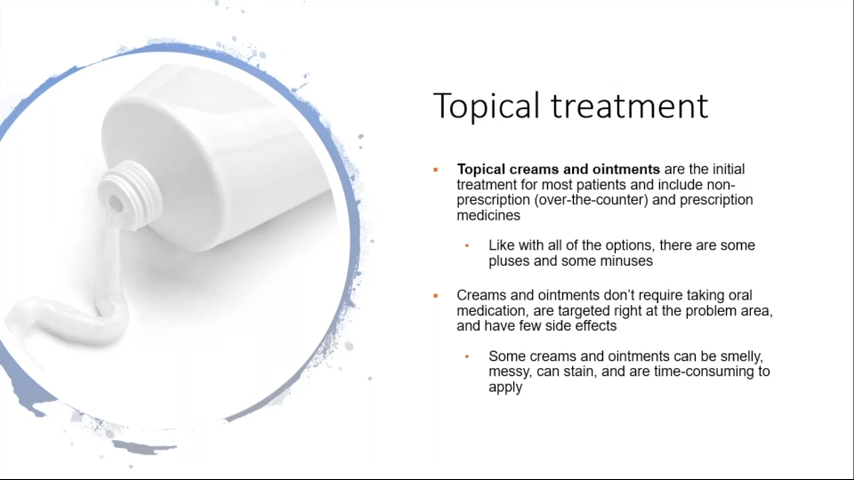 Topical treatment
▪ Topical creams and ointments are the initial
treatment for most patients and include non-
prescription (over-the-counter) and prescription
medicines
• Like with all of the options, there are some
pluses and some minuses
▪ Creams and ointments don’t require taking oral
medication, are targeted right at the problem area,
and have few side effects
• Some creams and ointments can be smelly,
messy, can stain, and are time-consuming to
apply